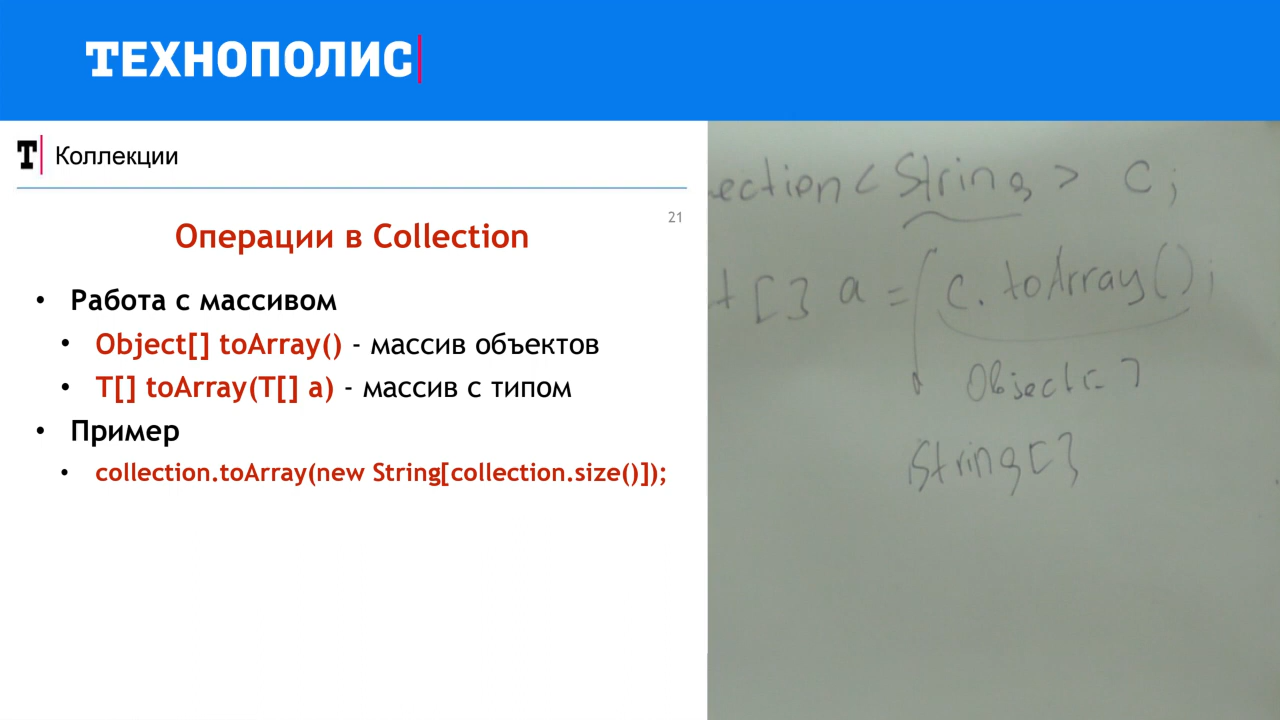 ТЕХНОПОЛИС
Т Коллекции
21
Операции в Collection
• Работа с массивом
• Object[] toArray() - массив объектов
• T[] toArray(T[] a) - массив с типом
• Пример
• collection.toArray(new String[collection.size()]);
ection < String > c;
t [] a = c. toArray();
Object[]
String[]